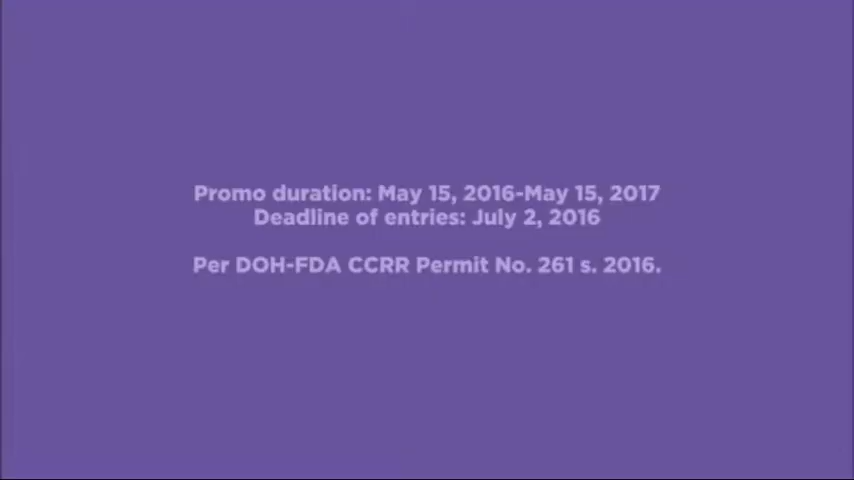 Promo duration: May 15, 2016-May 15, 2017
Deadline of entries: July 2, 2016
Per DOH-FDA CCRR Permit No. 261 s. 2016.